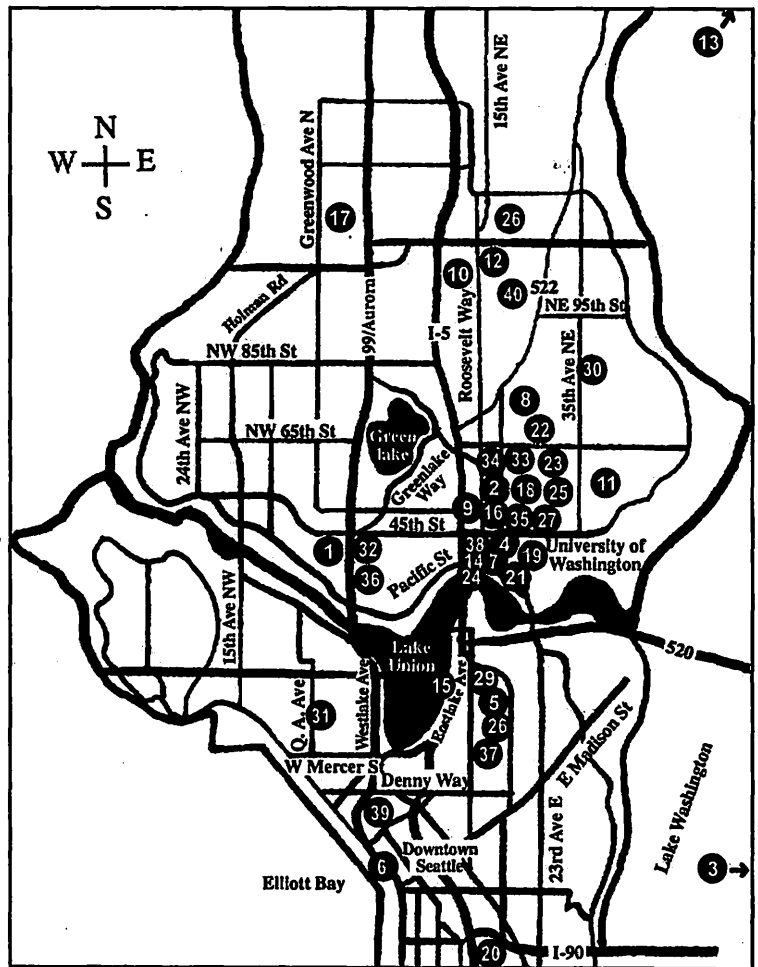 13
15th Ave NE
N
W E
S
Greenwood Ave N
17
26
12
10
40
522
NE 95th St
Holman Rd
99/Aurora
I-5
Roosevelt Way
NW 85th St
30
35th Ave NE
8
22
24th Ave NW
NW 65th St
Green
lake
Greenlake
Way
34
33
23
2
18
25
11
9
16
35
27
45th St
1
32
38
4
19
University of
Washington
14
7
36
Pacific St
24
21
15th Ave NW
Lake
Union
520
Q. A. Ave
31
Westlake Ave
15
Eastlake Ave
29
5
26
37
E Madison St
W Mercer St
Denny Way
39
23rd Ave E
Lake Washington
Downtown
Seattle
6
Elliott Bay
3
20
I-90